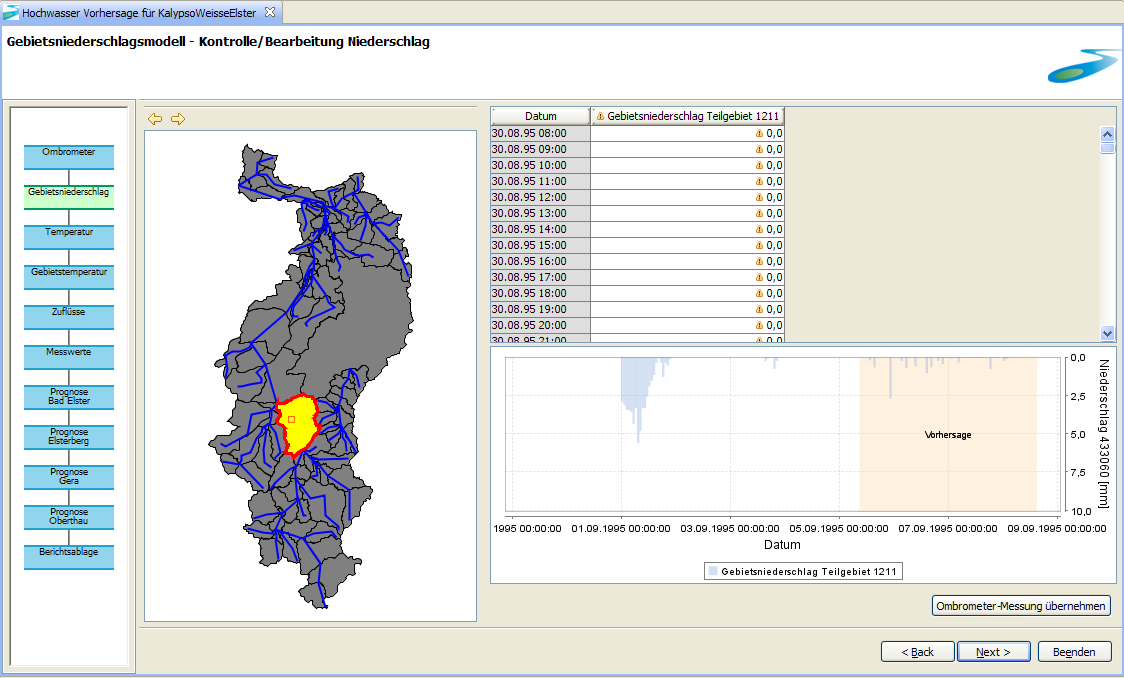 Hochwasser Vorhersage für KalypsoWeisseElster
Gebietsniederschlagsmodell - Kontrolle/Bearbeitung Niederschlag
Ombrometer
Gebietsniederschlag
Temperatur
Gebietstemperatur
Zuflüsse
Messwerte
Prognose
Bad Elster
Prognose
Elsterberg
Prognose
Gera
Prognose
Oberthau
Berichtsablage
Datum Gebietsniederschlag Teilgebiet 1211
30.08.95 08:00 0,0
30.08.95 09:00 0,0
30.08.95 10:00 0,0
30.08.95 11:00 0,0
30.08.95 12:00 0,0
30.08.95 13:00 0,0
30.08.95 14:00 0,0
30.08.95 15:00 0,0
30.08.95 16:00 0,0
30.08.95 17:00 0,0
30.08.95 18:00 0,0
30.08.95 19:00 0,0
30.08.95 20:00 0,0
30.08.95 21:00 0,0
0,0
2,5
5,0
7,5
10,0
Niederschlag 433060 [mm]
Vorhersage
1995 00:00:00 01.09.1995 00:00:00 03.09.1995 00:00:00 05.09.1995 00:00:00 07.09.1995 00:00:00 09.09.1995 00:00:00
Datum
Gebietsniederschlag Teilgebiet 1211
Ombrometer-Messung übernehmen
< Back Next > Beenden